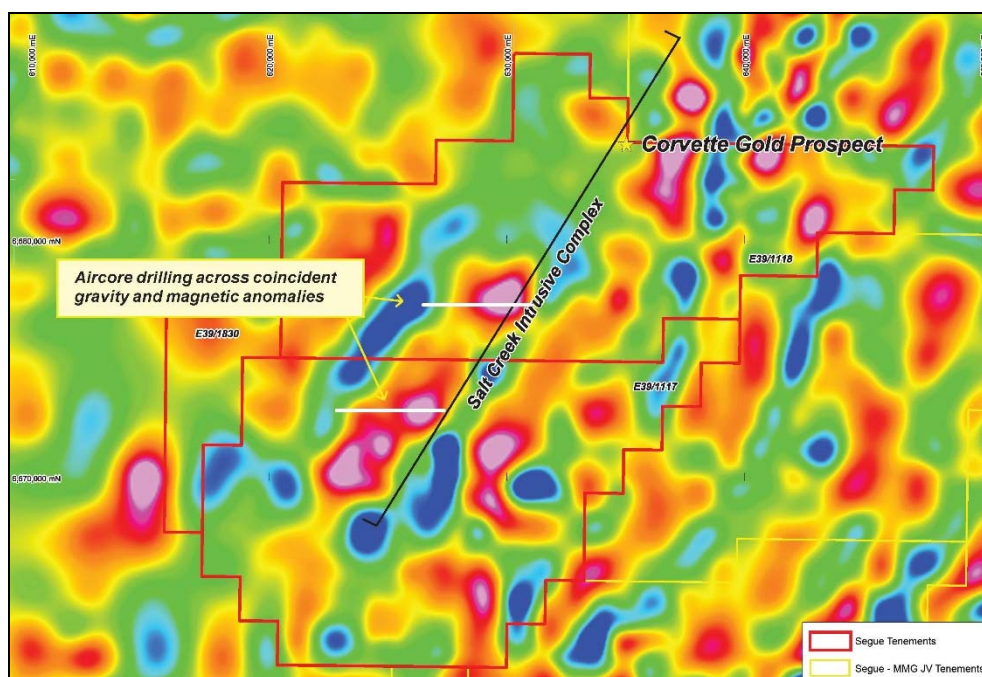 610,000 mE
620,000 mE
630,000 mE
640,000 mE
Corvette Gold Prospect
6,680,000 mN
Salt Creek Intrusive Complex
E39/1118
Aircore drilling across coincident
gravity and magnetic anomalies
E39/1830
E39/1117
6,670,000 mN
Segue Tenements
Segue - MMG JV Tenements